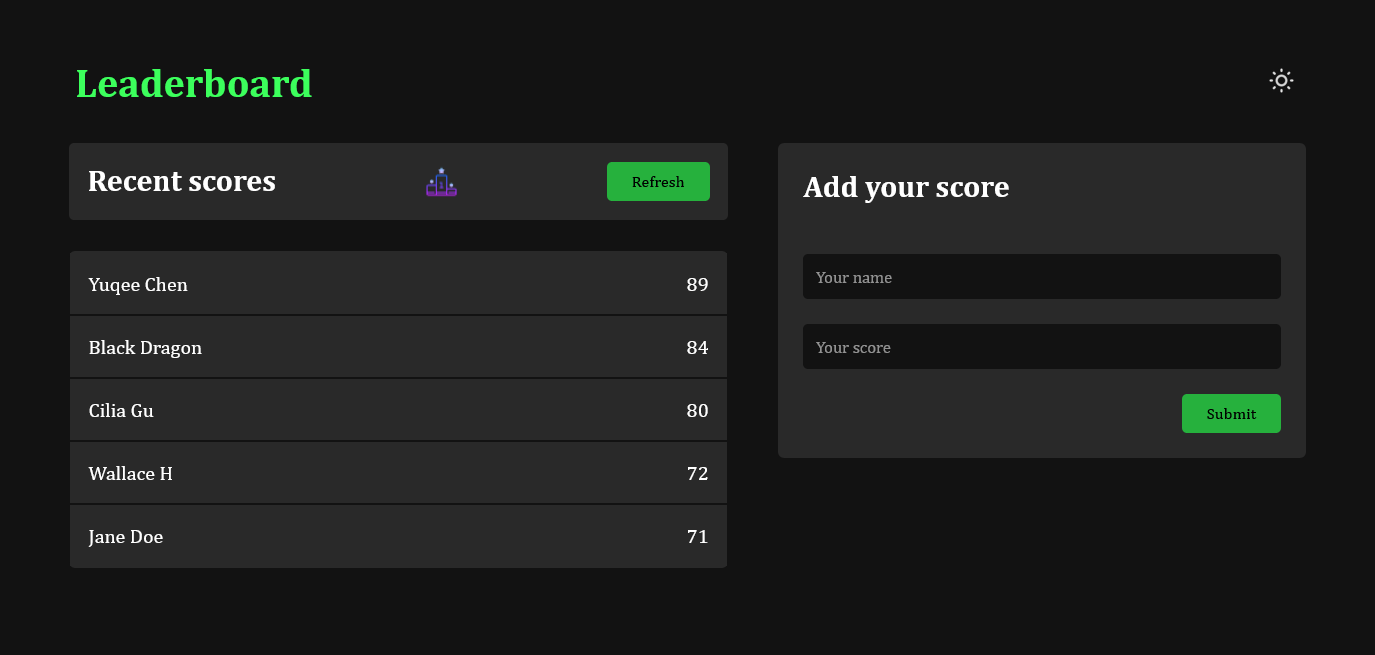 Leaderboard
Recent scores
Refresh
Yuqee Chen 89
Black Dragon 84
Cilia Gu 80
Wallace H 72
Jane Doe 71
Add your score
Your name
Your score
Submit